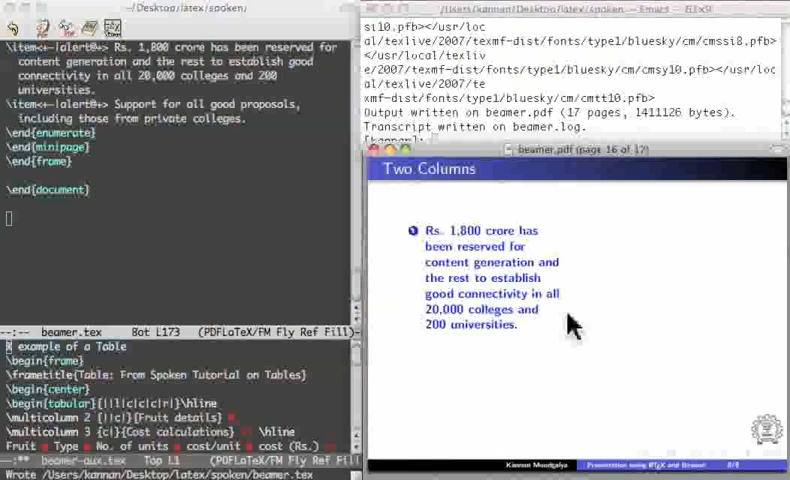 ~/Desktop/latex/spoken/
\item<+-|alert@+> Rs. 1,800 crore has been reserved for
content generation and the rest to establish good
connectivity in all 20,000 colleges and 200
universities.
\item<+-|alert@+> Support for all good proposals,
including those from private colleges.
\end{enumerate}
\end{minipage}
\end{frame}
\end{document}
--:-- beamer.tex Bot L173 (PDFLaTeX/FM Fly Ref Fill)
example of a Table
\begin{frame}
\frametitle{Table: From Spoken Tutorial on Tables}
\begin{center}
\begin{tabular}{||l|c|c|c|r|}\hline
\multicolumn 2 {||c|}{Fruit details}
\multicolumn 3 {c|}{Cost calculations} \hline
Fruit Type No. of units cost/unit cost (Rs.)
--:** beamer-aux.tex Top L1 (PDFLaTeX/FM Fly Ref Fill
Wrote /Users/kannan/Desktop/latex/spoken/beamer.tex
si10.pfb></usr/loc
al/texlive/2007/texmf-dist/fonts/type1/bluesky/cm/cmssi8.pfb>
</usr/local/texliv
e/2007/texmf-dist/fonts/type1/bluesky/cm/cmsy10.pfb></usr/loc
al/texlive/2007/te
xmf-dist/fonts/type1/bluesky/cm/cmtt10.pfb>
Output written on beamer.pdf (17 pages, 1411126 bytes).
Transcript written on beamer.log.
beamer.pdf (page 16 of 17)
Two Columns
Rs. 1,800 crore has
been reserved for
content generation and
the rest to establish
good connectivity in all
20,000 colleges and
200 universities.
Kannan Moudgalya Presentation using LATEX and Beamer